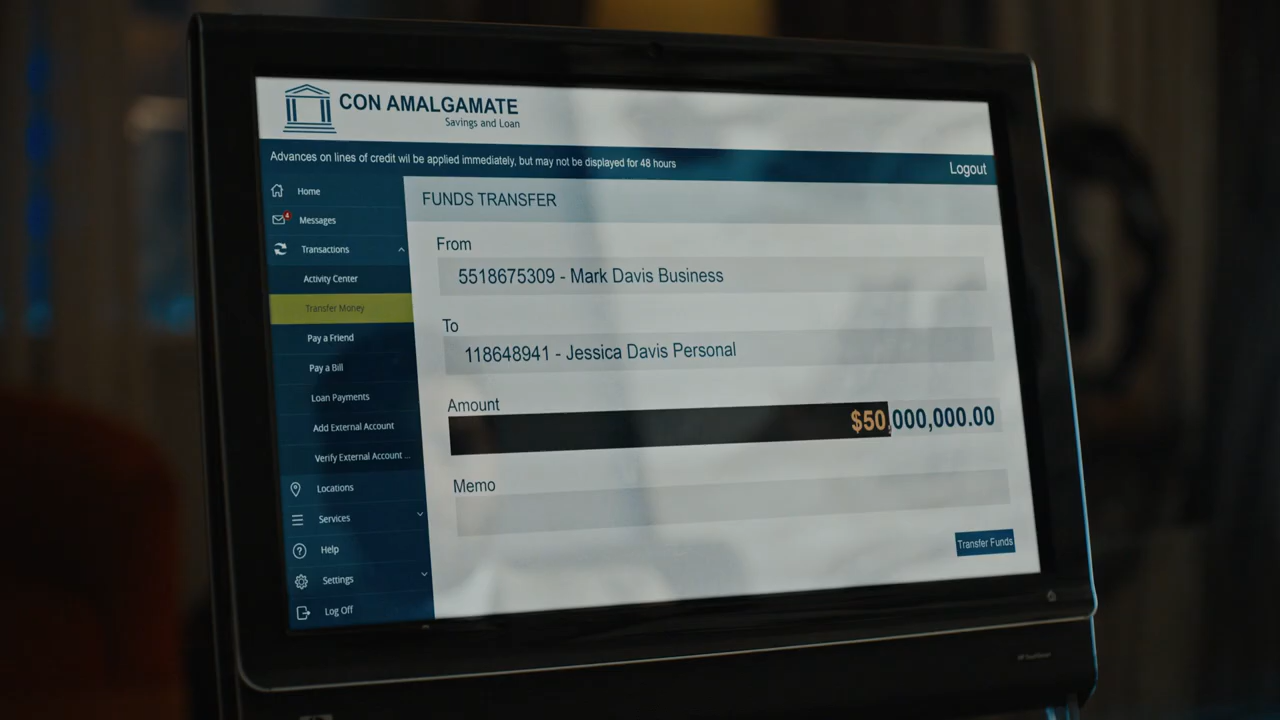 CON AMALGAMATE
Savings and Loan
Advances on lines of credit wil be applied immediately, but may not be displayed for 48 hours
Logout
Home
4
Messages
Transactions
Activity Center
Transfer Money
Pay a Friend
Pay a Bill
Loan Payments
Add External Account
Verify External Account ...
Locations
Services
Help
Settings
Log Off
FUNDS TRANSFER
From
5518675309 - Mark Davis Business
To
118648941 - Jessica Davis Personal
Amount
$50,000,000.00
Memo
Transfer Funds